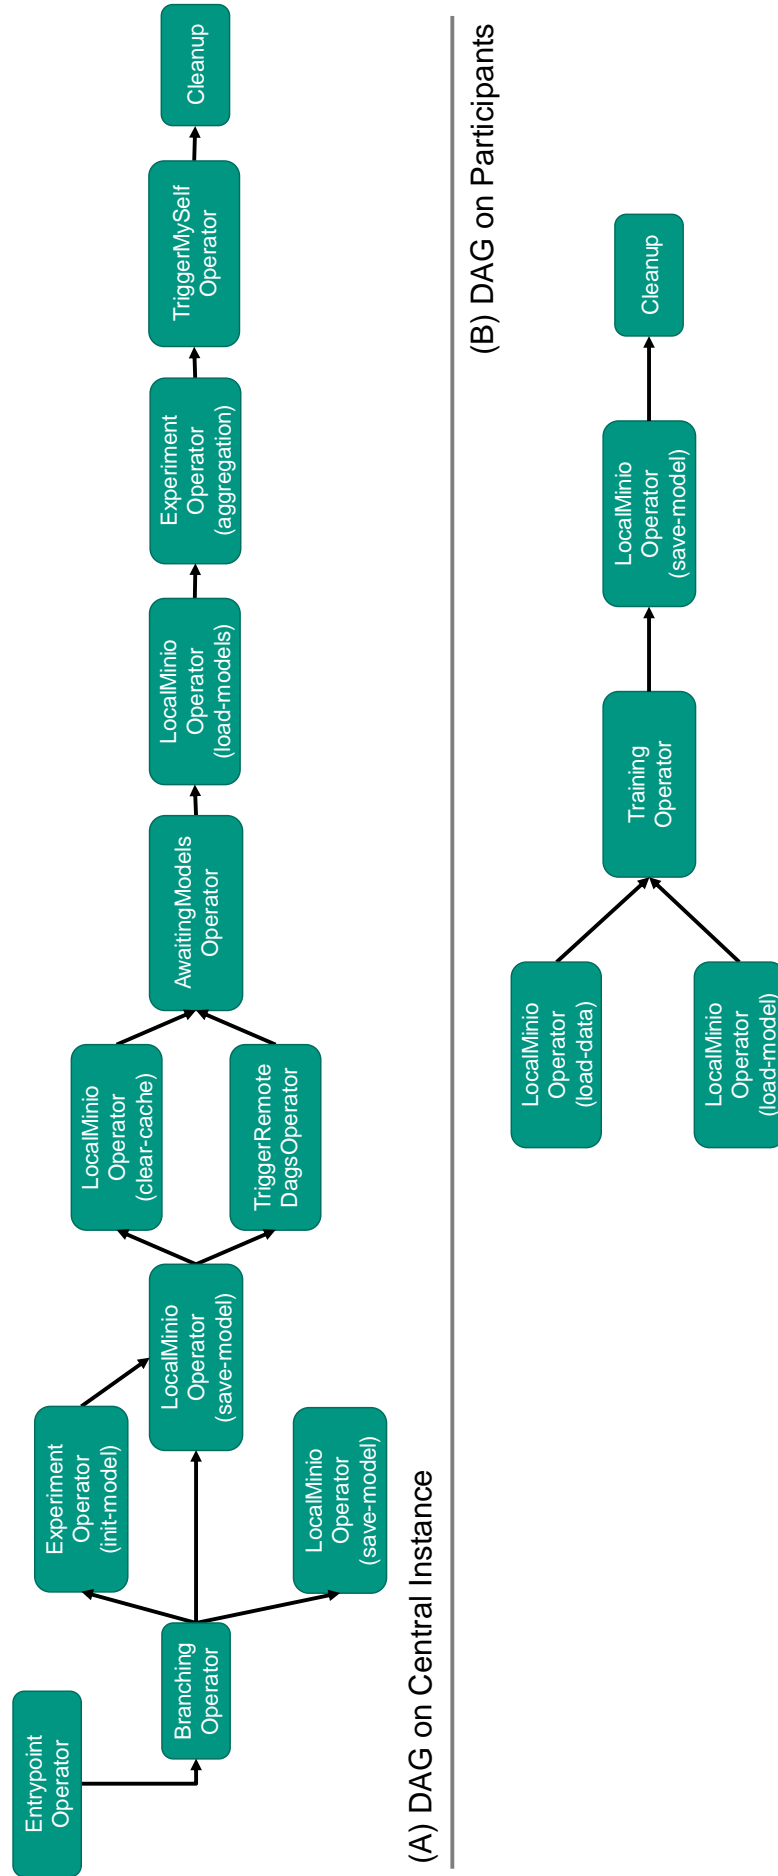 Entrypoint
Operator
Branching
Operator
Experiment
Operator
(init-model)
LocalMinio
Operator
(save-model)
LocalMinio
Operator
(save-model)
LocalMinio
Operator
(clear-cache)
TriggerRemote
DagsOperator
AwaitingModels
Operator
LocalMinio
Operator
(load-models)
Experiment
Operator
(aggregation)
TriggerMySelf
Operator
Cleanup
(A) DAG on Central Instance
(B) DAG on Participants
LocalMinio
Operator
(load-data)
LocalMinio
Operator
(load-model)
Training
Operator
LocalMinio
Operator
(save-model)
Cleanup